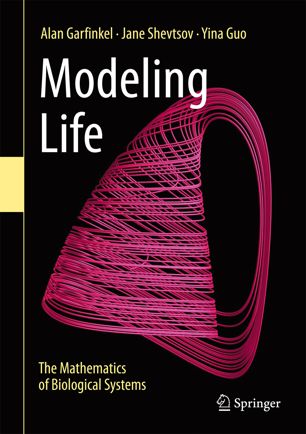 Alan Garfinkel · Jane Shevtsov · Yina Guo
Modeling
Life
The Mathematics
of Biological Systems
Springer